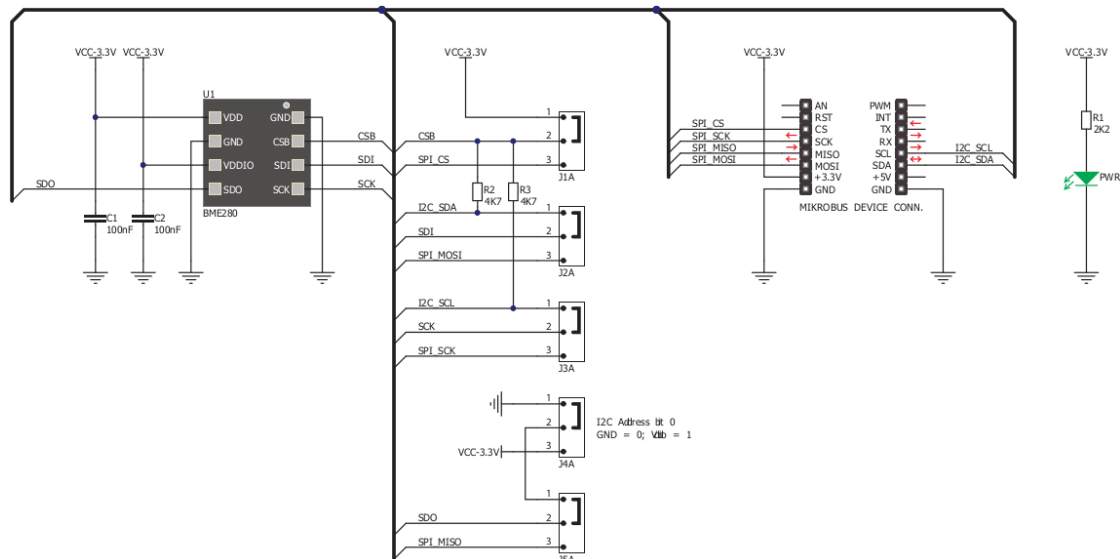 VCC-3.3V VCC-3.3V
U1
VDD
GND
VDDIO
SDO
GND
CSB
SDI
SCK
BME280
SDO
CSB
SDI
SCK
C1
100nF
C2
100nF
VCC-3.3V
CSB
SPI_CS
1
2
3
J1A
R2
4K7
R3
4K7
I2C_SDA
SDI
SPI_MOSI
1
2
3
J2A
I2C_SCL
SCK
SPI_SCK
1
2
3
J3A
1
2
VCC-3.3V 3
J4A
I2C Address bit 0
GND = 0; = 1
1
SDO 2
SPI_MISO 3
J5A
VCC-3.3V
SPI_CS
SPI_SCK
SPI_MISO
SPI_MOSI
AN
RST
CS
SCK
MISO
MOSI
+3.3V
GND
PWM
INT
TX
RX
SCL
SDA
+5V
GND
I2C_SCL
I2C_SDA
MIKROBUS DEVICE CONN.
VCC-3.3V
R1
2K2
PWR